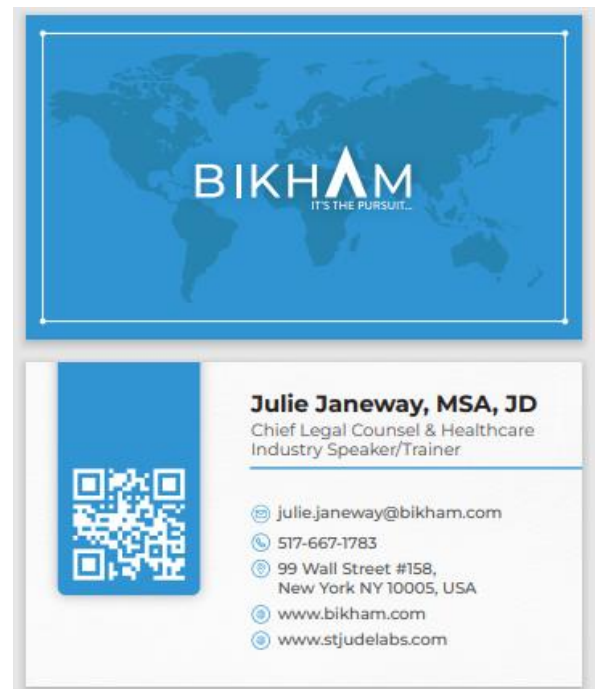 BIKHAM
IT'S THE PURSUIT...
Julie Janeway, MSA, JD
Chief Legal Counsel & Healthcare
Industry Speaker/Trainer
julie.janeway@bikham.com
517-667-1783
99 Wall Street #158,
New York NY 10005, USA
www.bikham.com
www.stjudelabs.com